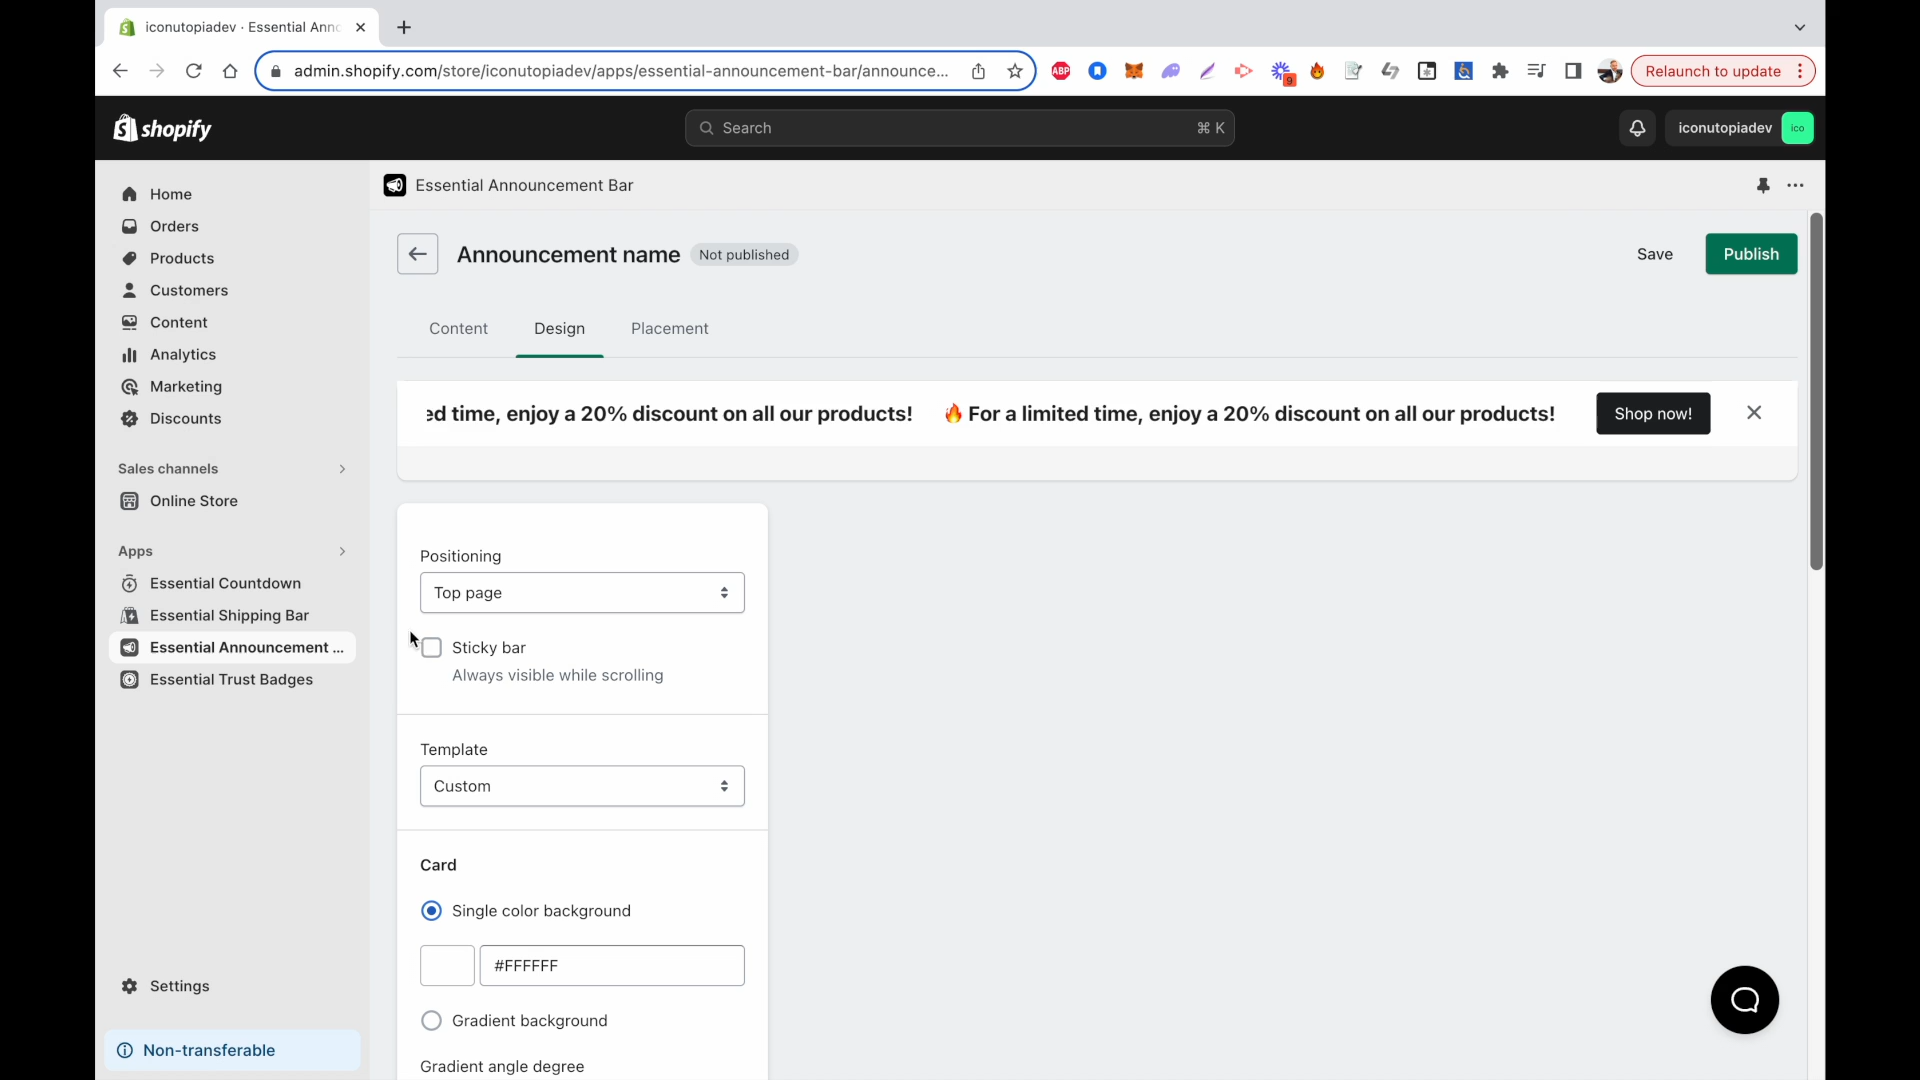 iconutopiadev · Essential Ann
admin.shopify.com/store/iconutopiadev/apps/essential-announcement-bar/announce...
ABP
9
Relaunch to update
shopify
Search
⌘ K
iconutopiadev
ico
Home
Orders
Products
Customers
Content
Analytics
Marketing
Discounts
Sales channels
Online Store
Apps
Essential Countdown
Essential Shipping Bar
Essential Announcement ...
Essential Trust Badges
Settings
Non-transferable
Essential Announcement Bar
Announcement name
Not published
Save
Publish
Content
Design
Placement
ed time, enjoy a 20% discount on all our products! 🔥 For a limited time, enjoy a 20% discount on all our products!
Shop now!
Positioning
Top page
Sticky bar
Always visible while scrolling
Template
Custom
Card
Single color background
#FFFFFF
Gradient background
Gradient angle degree